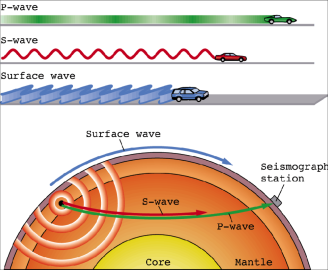 P-wave
S-wave
Surface wave
Surface wave
Seismograph
station
S-wave
P-wave
Core
Mantle